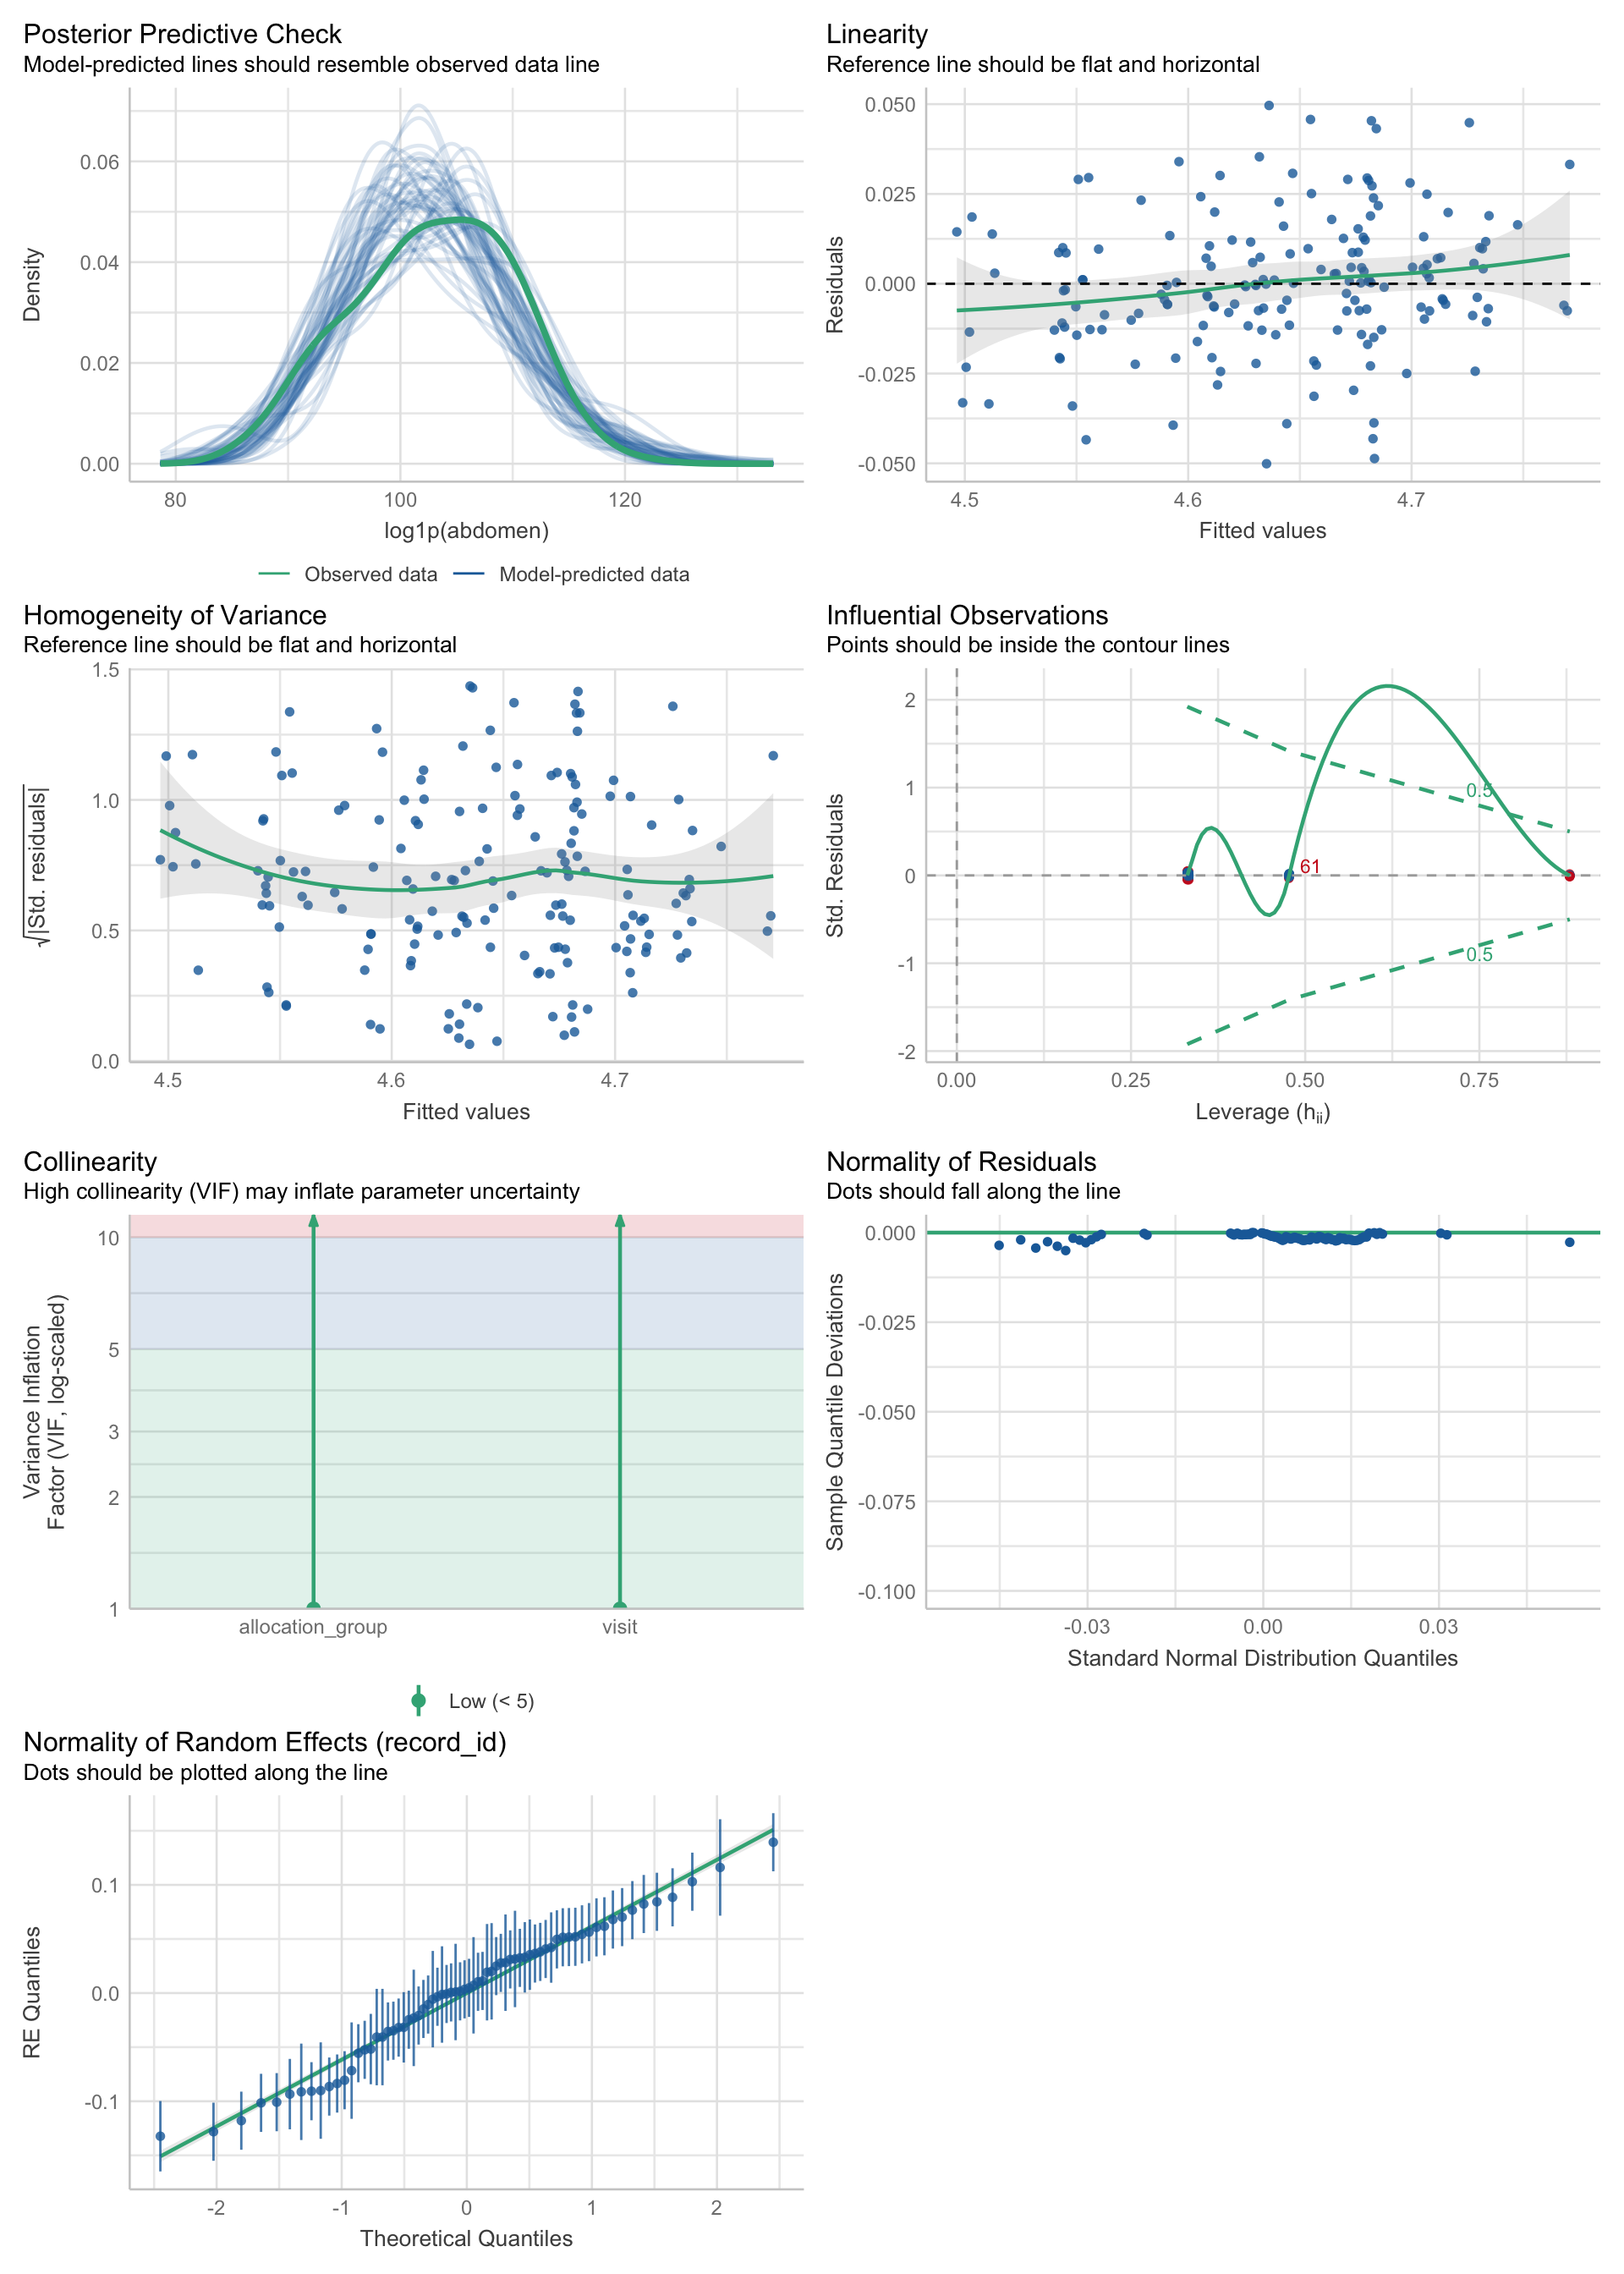 Posterior Predictive Check
Model-predicted lines should resemble observed data line
0.06
0.04
0.02
0.00
Density
80 100 120
log1p(abdomen)
Observed data Model-predicted data
Linearity
Reference line should be flat and horizontal
0.050
0.025
0.000
-0.025
-0.050
Residuals
4.5 4.6 4.7
Fitted values
Homogeneity of Variance
Reference line should be flat and horizontal
1.5
1.0
0.5
0.0
√|Std. residuals|
4.5 4.6 4.7
Fitted values
Influential Observations
Points should be inside the contour lines
2
1
0
-1
-2
Std. Residuals
0.5
61
0.5
0.00 0.25 0.50 0.75
Leverage (hii)
Collinearity
High collinearity (VIF) may inflate parameter uncertainty
10
5
3
2
1
Variance Inflation
Factor (VIF, log-scaled)
allocation_group visit
Low (< 5)
Normality of Residuals
Dots should fall along the line
0.000
-0.025
-0.050
-0.075
-0.100
Sample Quantile Deviations
-0.03 0.00 0.03
Standard Normal Distribution Quantiles
Normality of Random Effects (record_id)
Dots should be plotted along the line
0.1
0.0
-0.1
RE Quantiles
-2 -1 0 1 2
Theoretical Quantiles